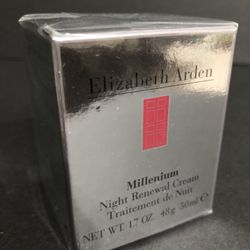 Elizabeth Arden
Millenium
Night Renewal Cream
Traitement de Nuit
NET WT. 1.7 OZ. 48g 50ml ℮